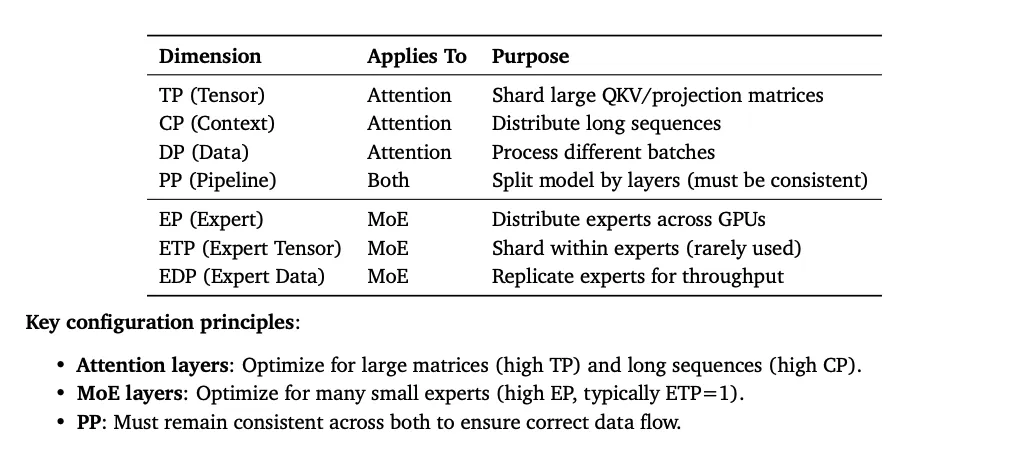 Dimension Applies To Purpose
TP (Tensor) Attention Shard large QKV/projection matrices
CP (Context) Attention Distribute long sequences
DP (Data) Attention Process different batches
PP (Pipeline) Both Split model by layers (must be consistent)
EP (Expert) MoE Distribute experts across GPUs
ETP (Expert Tensor) MoE Shard within experts (rarely used)
EDP (Expert Data) MoE Replicate experts for throughput
Key configuration principles:
• Attention layers: Optimize for large matrices (high TP) and long sequences (high CP).
• MoE layers: Optimize for many small experts (high EP, typically ETP=1).
• PP: Must remain consistent across both to ensure correct data flow.